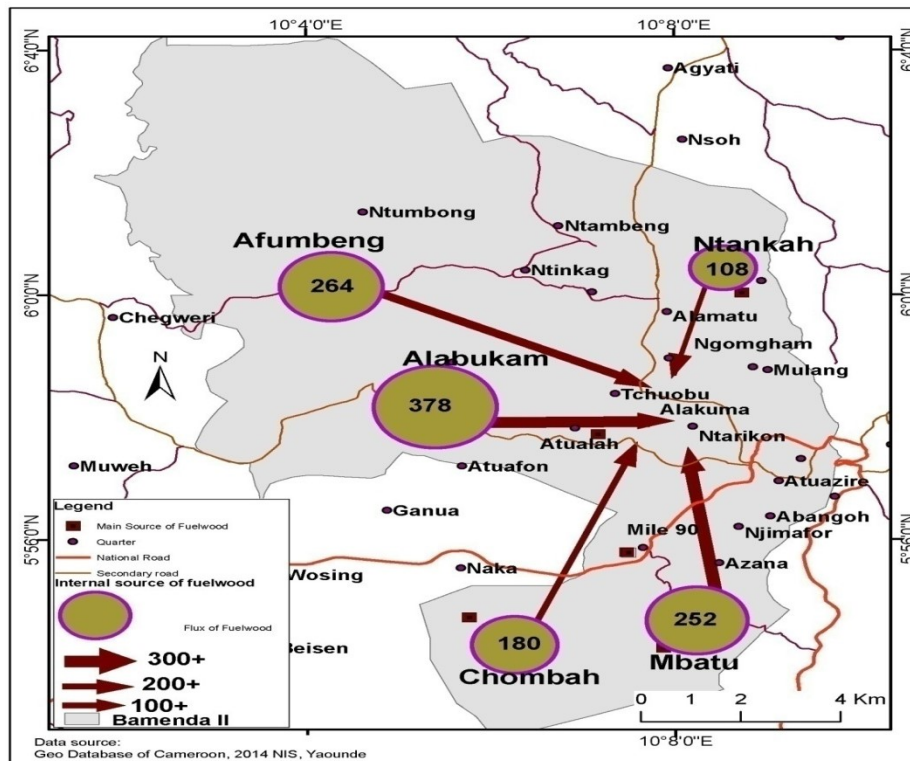 10°4'0"E
10°8'0"E
6°4'0"N
6°4'0"N
Agyati
Nsoh
Ntumbong
Ntambeng
Afumbeng
Ntankah
264
Ntinkag
108
6°0'0"N
6°0'0"N
Chegweri
Alamatu
N
Ngomgham
Alabukam
Mulang
378
Tchuobu
Alakuma
Ntarikon
Atualah
Muweh
Atuafon
Atuazire
Legend
Main Source of Fuelwood
Ganua
Abangoh
Quarter
Mile 90
Njimafor
5°56'0"N
5°56'0"N
National Road
Secondary road
Naka
Azana
Internal source of fuelwood
Wosing
Flux of Fuelwood
180
252
Beisen
300+
Chombah
Mbatu
200+
100+
0 1 2 4 Km
Bamenda II
10°8'0"E
Data source:
Geo Database of Cameroon, 2014 NIS, Yaounde